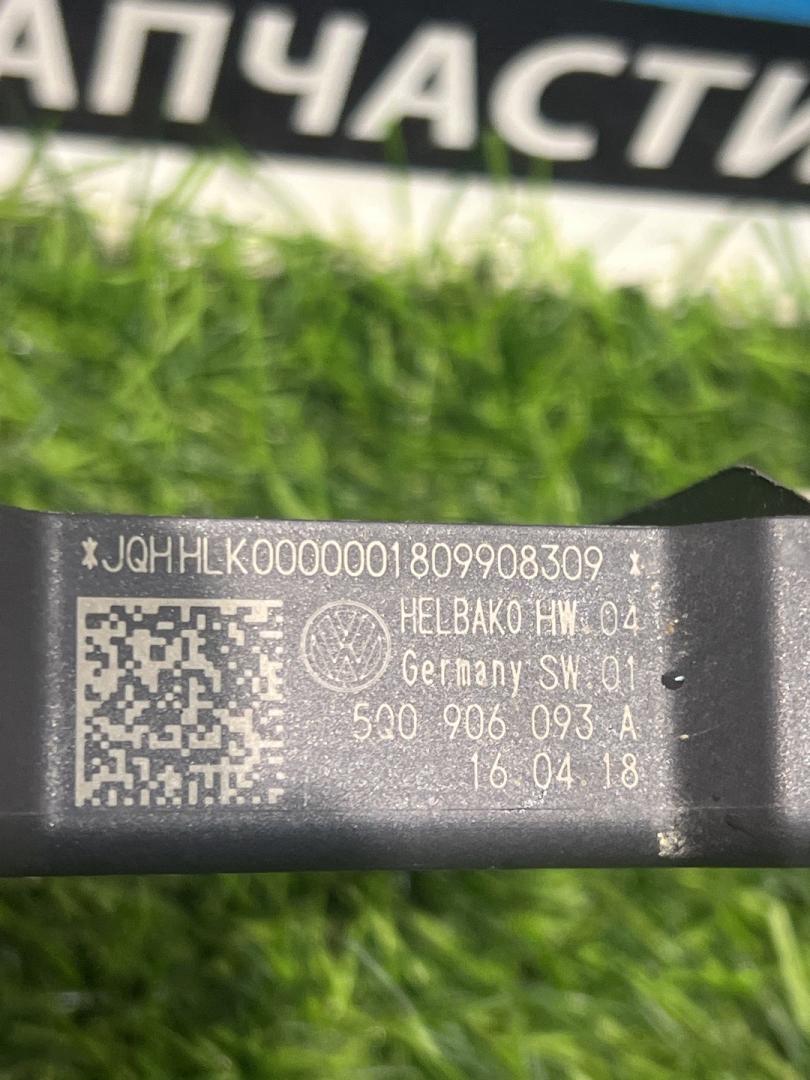 АПЧАСТИ
*JQHHLK0000001809908309 *
HELBAKO HW.04
Germany SW.01
5Q0 906 093 A
16.04.18